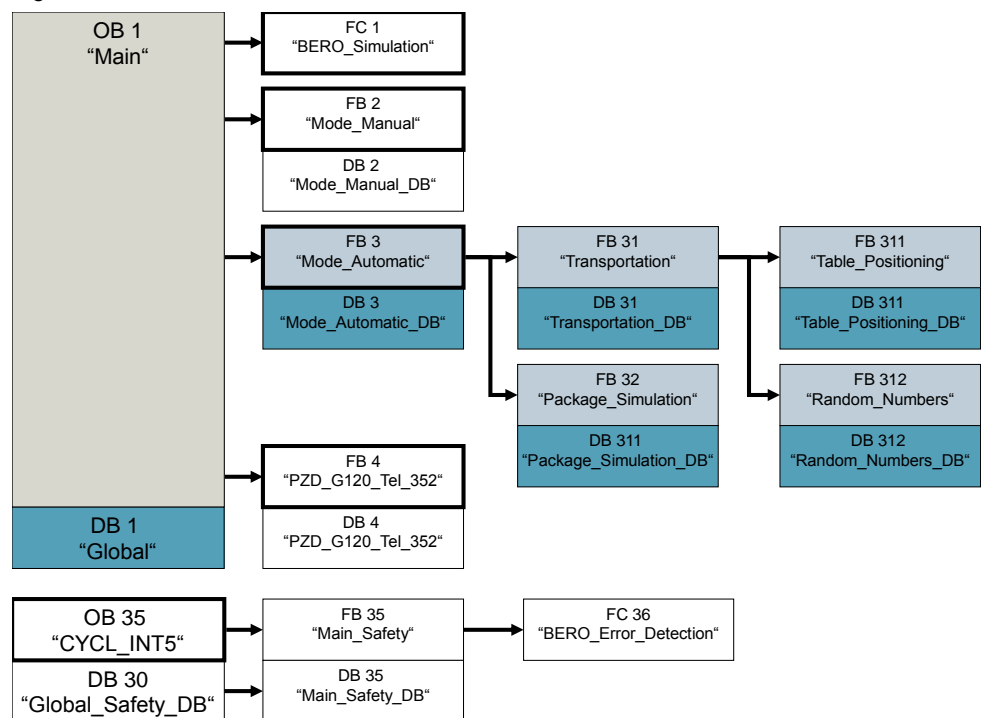 OB 1
“Main“
FC 1
“BERO_Simulation“
FB 2
“Mode_Manual“
DB 2
“Mode_Manual_DB“
FB 3
“Mode_Automatic“
DB 3
“Mode_Automatic_DB“
FB 31
“Transportation“
DB 31
“Transportation_DB“
FB 311
“Table_Positioning“
DB 311
“Table_Positioning_DB“
FB 32
“Package_Simulation“
DB 311
“Package_Simulation_DB“
FB 312
“Random_Numbers“
DB 312
“Random_Numbers_DB“
FB 4
“PZD_G120_Tel_352“
DB 4
“PZD_G120_Tel_352“
DB 1
“Global“
OB 35
“CYCL_INT5“
FB 35
“Main_Safety“
FC 36
“BERO_Error_Detection“
DB 30
“Global_Safety_DB“
DB 35
“Main_Safety_DB“